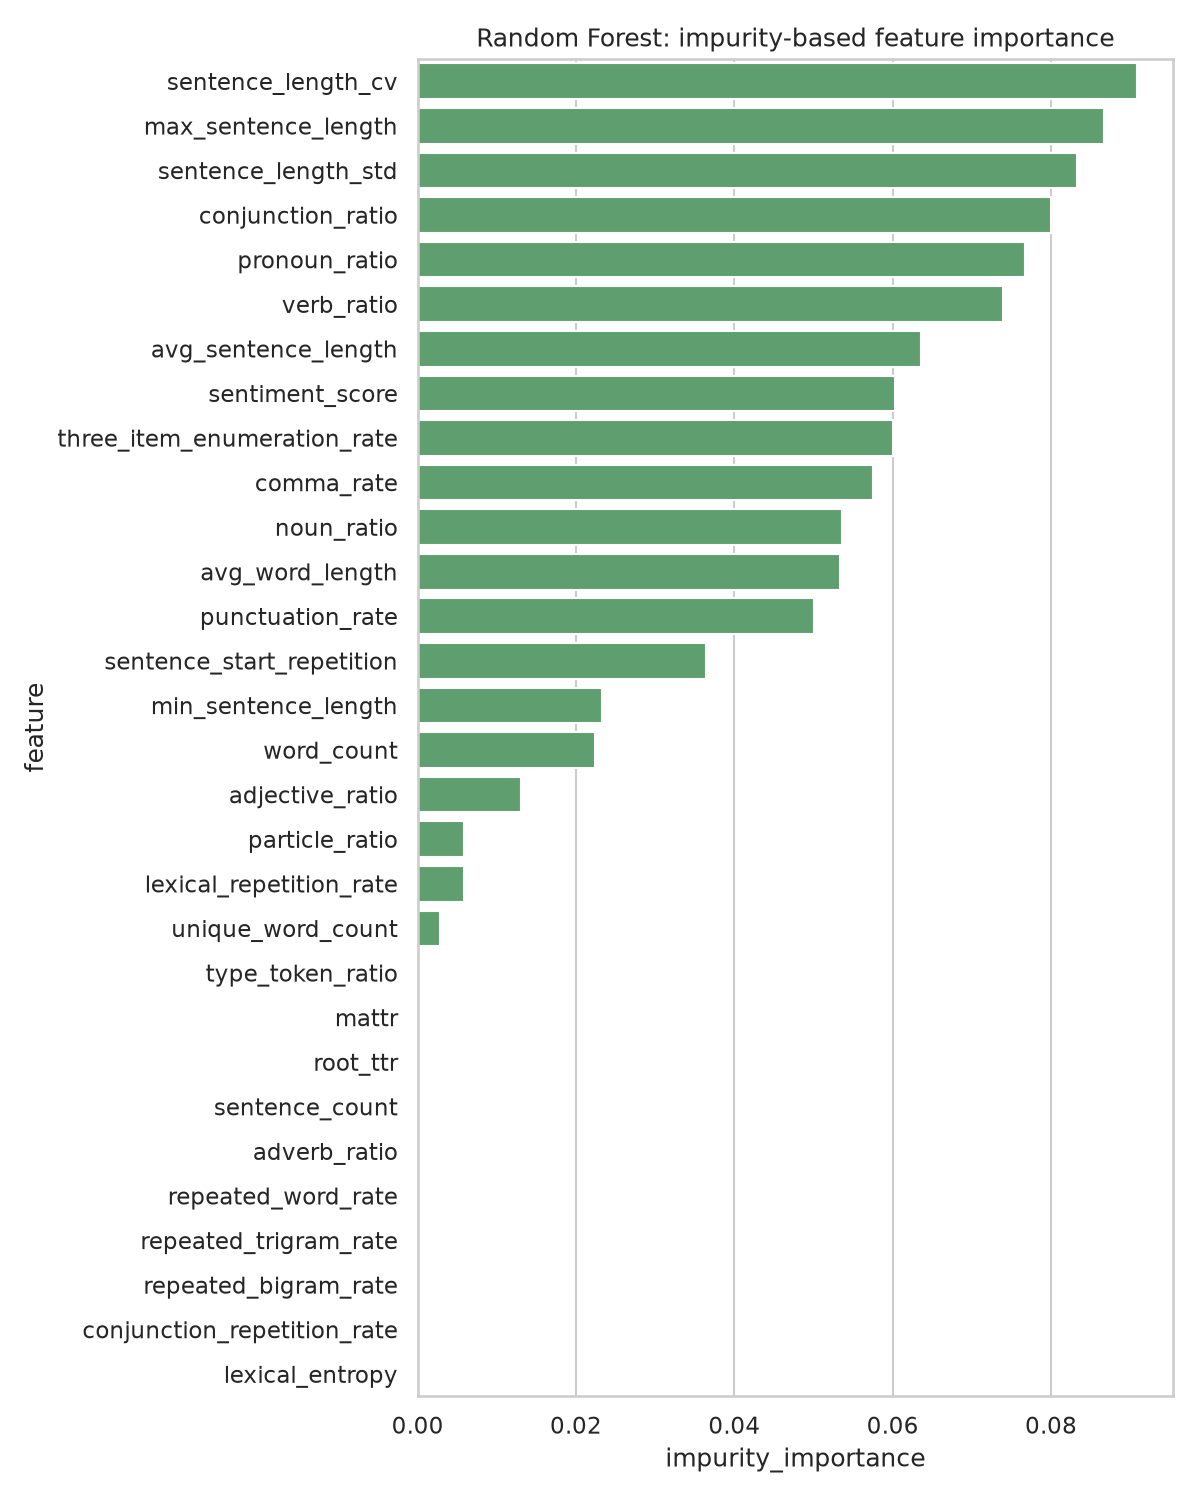 Random Forest: impurity-based feature importance
sentence_length_cv
max_sentence_length
sentence_length_std
conjunction_ratio
pronoun_ratio
verb_ratio
avg_sentence_length
sentiment_score
three_item_enumeration_rate
comma_rate
noun_ratio
avg_word_length
punctuation_rate
sentence_start_repetition
min_sentence_length
word_count
adjective_ratio
particle_ratio
lexical_repetition_rate
unique_word_count
type_token_ratio
mattr
root_ttr
sentence_count
adverb_ratio
repeated_word_rate
repeated_trigram_rate
repeated_bigram_rate
conjunction_repetition_rate
lexical_entropy
feature
0.00 0.02 0.04 0.06 0.08
impurity_importance